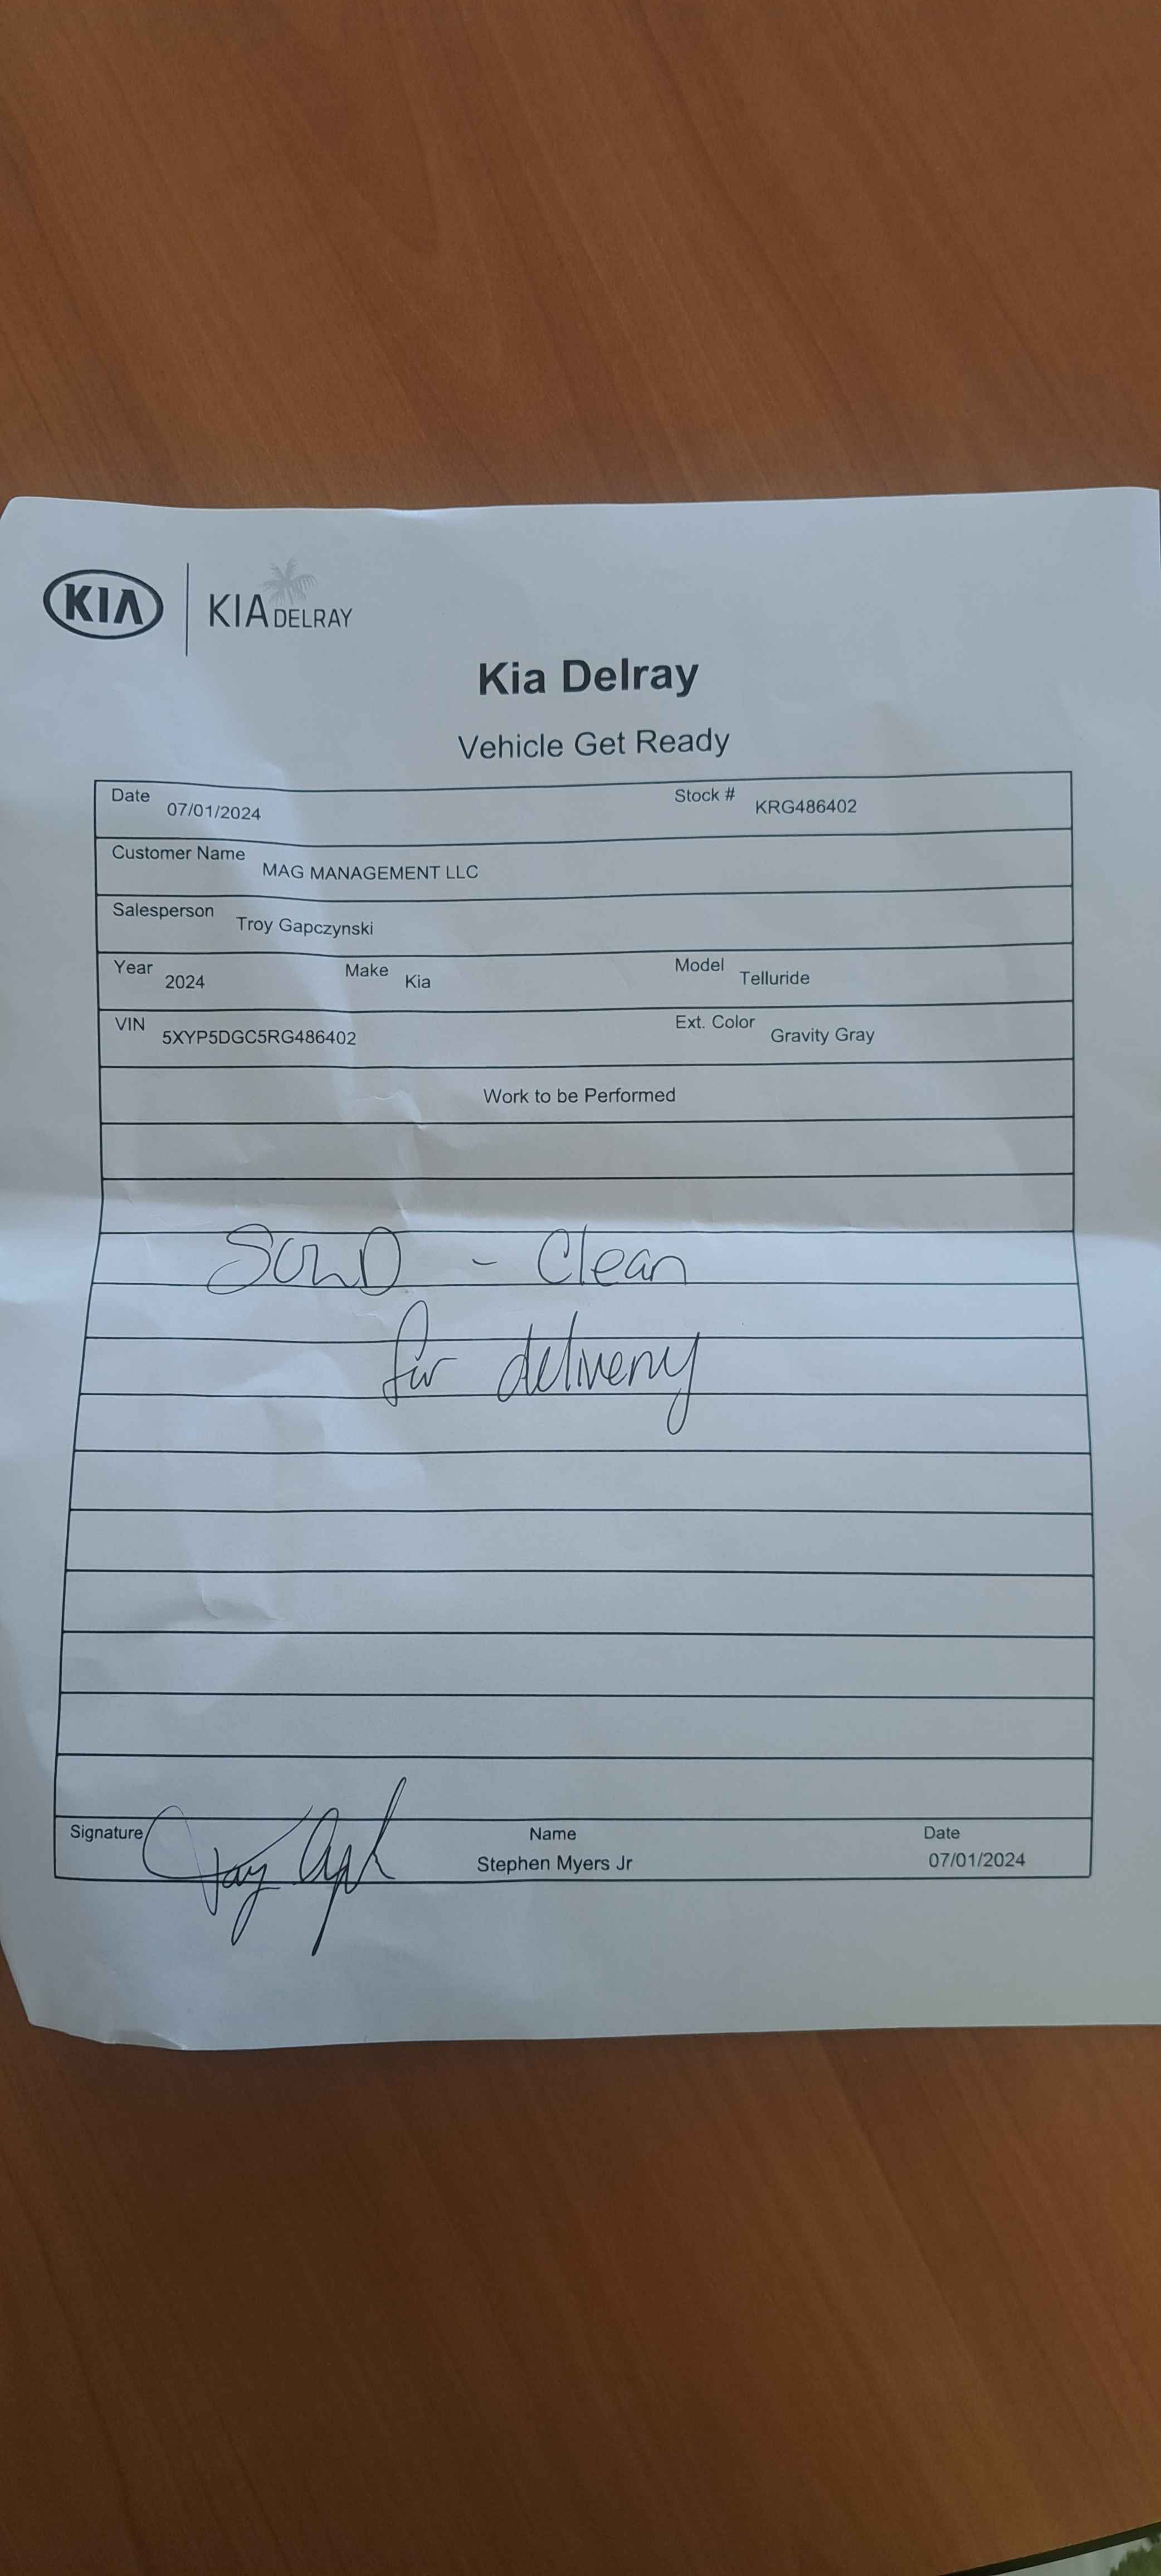 KIA KIA DELRAY
Kia Delray
Vehicle Get Ready
Date 07/01/2024 Stock # KRG486402
Customer Name MAG MANAGEMENT LLC
Salesperson Troy Gapczynski
Year 2024 Make Kia Model Telluride
VIN 5XYP5DGC5RG486402 Ext. Color Gravity Gray
Work to be Performed
SOLD - Clean
for delivery
Signature Name Date
Stephen Myers Jr 07/01/2024